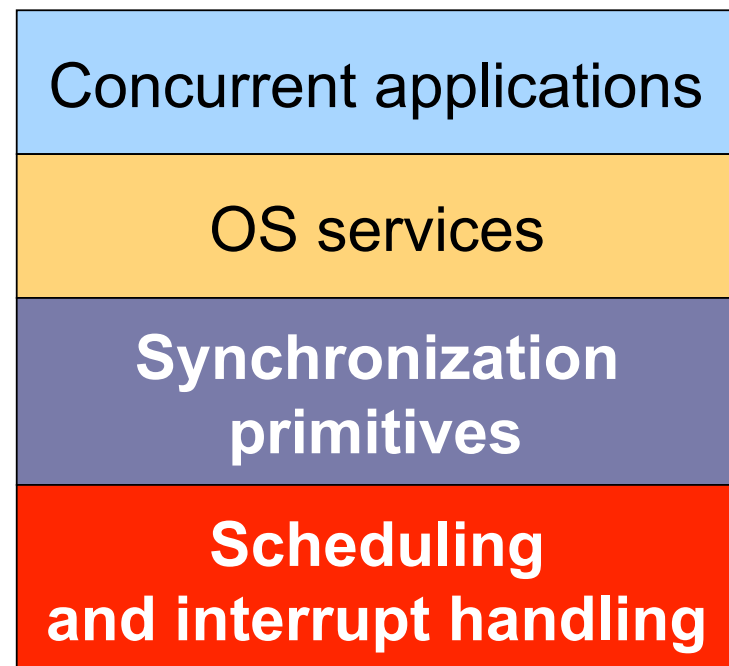 Concurrent applications
OS services
Synchronization
primitives
Scheduling
and interrupt handling